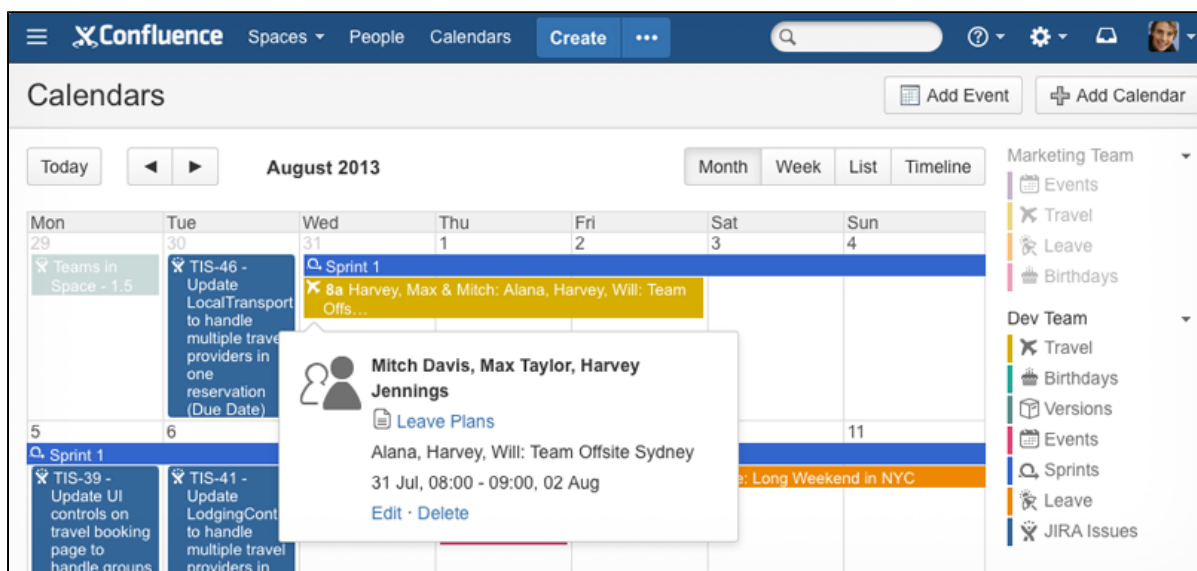 Confluence Spaces People Calendars Create •••
Calendars
Add Event Add Calendar
Today August 2013 Month Week List Timeline
Mon Tue Wed Thu Fri Sat Sun
29 30 31 1 2 3 4
Teams in
Space - 1.5
TIS-46 -
Update
LocalTransport
to handle
multiple trave
providers in
one
reservation
(Due Date)
Sprint 1
8a Harvey, Max & Mitch: Alana, Harvey, Will: Team
Offs…
Mitch Davis, Max Taylor, Harvey
Jennings
Leave Plans
Alana, Harvey, Will: Team Offsite Sydney
31 Jul, 08:00 - 09:00, 02 Aug
Edit · Delete
5 6 11
Sprint 1
TIS-39 -
Update UI
controls on
travel booking
page to
handle groups
TIS-41 -
Update
LodgingCont
to handle
multiple travel
providers in
e: Long Weekend in NYC
Marketing Team
Events
Travel
Leave
Birthdays
Dev Team
Travel
Birthdays
Versions
Events
Sprints
Leave
JIRA Issues